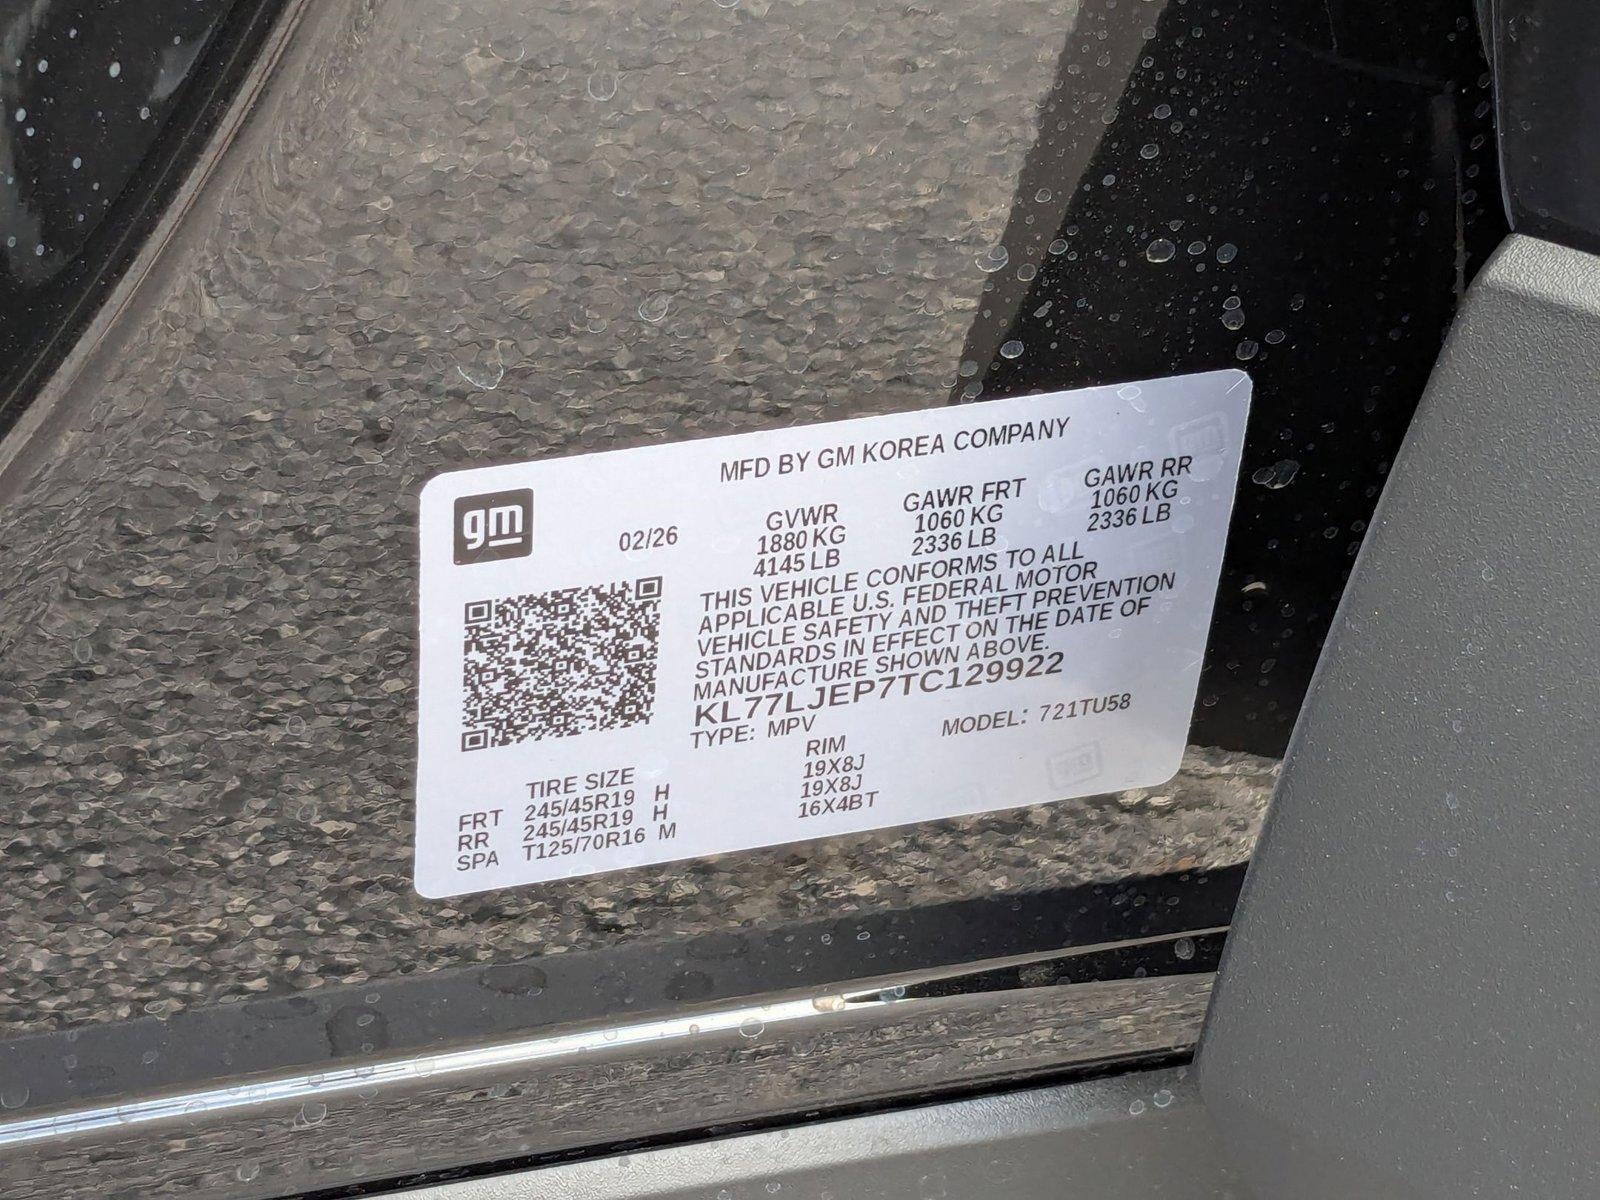 MFD BY GM KOREA COMPANY
gm
02/26
GVWR
1880 KG
4145 LB
GAWR FRT
1060 KG
2336 LB
GAWR RR
1060 KG
2336 LB
THIS VEHICLE CONFORMS TO ALL
APPLICABLE U.S. FEDERAL MOTOR
VEHICLE SAFETY AND THEFT PREVENTION
STANDARDS IN EFFECT ON THE DATE OF
MANUFACTURE SHOWN ABOVE.
KL77LJEP7TC129922
TYPE: MPV
MODEL: 721TU58
TIRE SIZE
RIM
FRT 245/45R19 H 19X8J
RR 245/45R19 H 19X8J
SPA T125/70R16 M 16X4BT